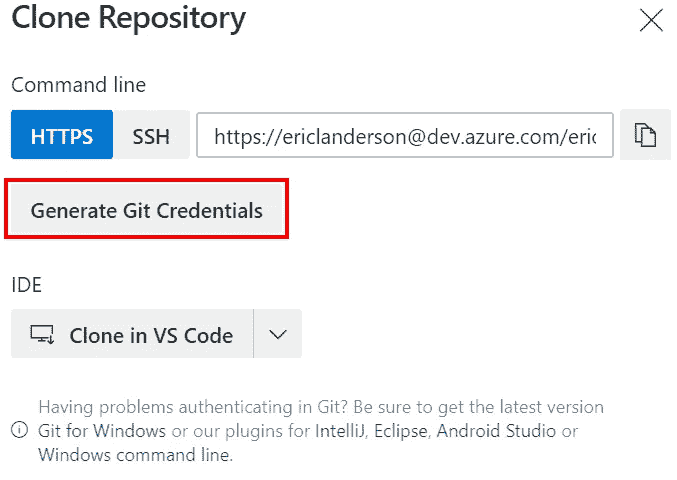 Clone Repository
Command line
HTTPS SSH https://ericlanderson@dev.azure.com/eric
Generate Git Credentials
IDE
Clone in VS Code
Having problems authenticating in Git? Be sure to get the latest version
Git for Windows or our plugins for IntelliJ, Eclipse, Android Studio or
Windows command line.